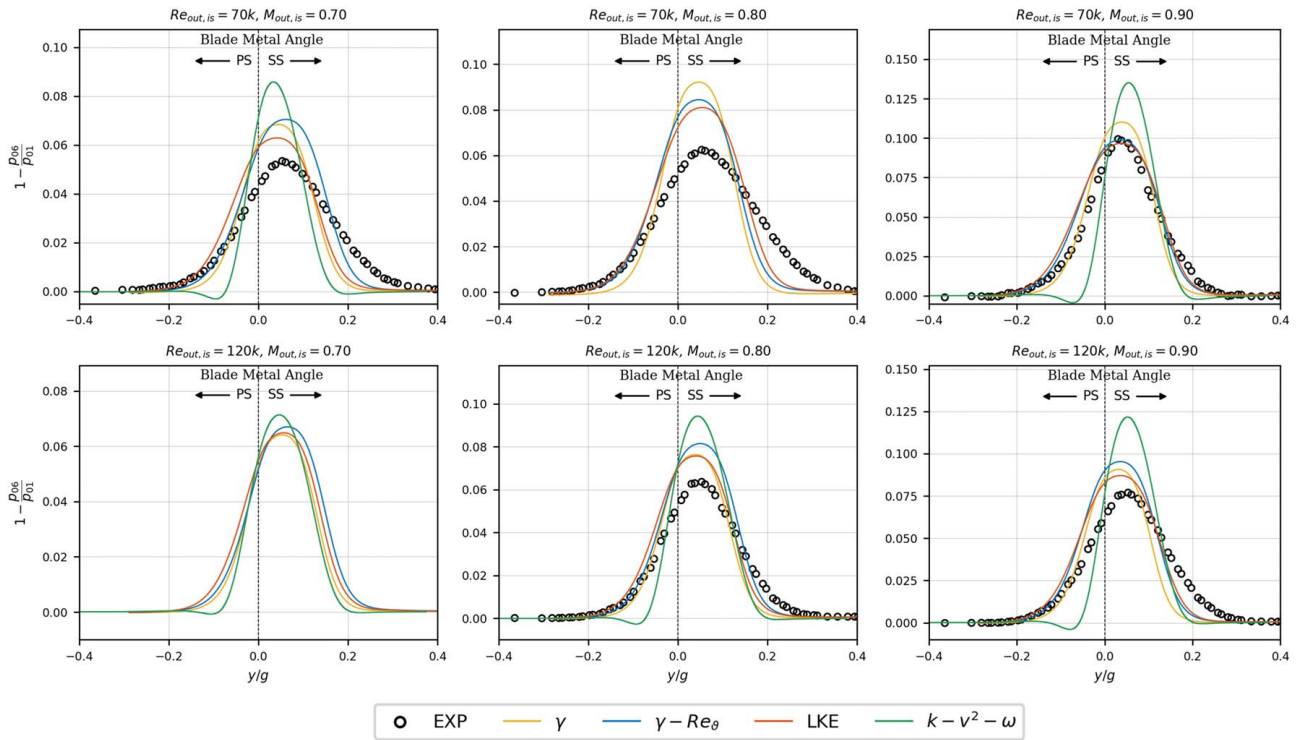 Re_out,is = 70k, M_out,is = 0.70
Blade Metal Angle
PS SS
0.10
0.08
0.06
0.04
0.02
0.00
1 − p06/p01
−0.4 −0.2 0.0 0.2 0.4
Re_out,is = 70k, M_out,is = 0.80
Blade Metal Angle
PS SS
0.10
0.08
0.06
0.04
0.02
0.00
−0.4 −0.2 0.0 0.2 0.4
Re_out,is = 70k, M_out,is = 0.90
Blade Metal Angle
PS SS
0.150
0.125
0.100
0.075
0.050
0.025
0.000
−0.4 −0.2 0.0 0.2 0.4
Re_out,is = 120k, M_out,is = 0.70
Blade Metal Angle
PS SS
0.08
0.06
0.04
0.02
0.00
1 − p06/p01
−0.4 −0.2 0.0 0.2 0.4
y/g
Re_out,is = 120k, M_out,is = 0.80
Blade Metal Angle
PS SS
0.10
0.08
0.06
0.04
0.02
0.00
−0.4 −0.2 0.0 0.2 0.4
y/g
Re_out,is = 120k, M_out,is = 0.90
Blade Metal Angle
PS SS
0.150
0.125
0.100
0.075
0.050
0.025
0.000
−0.4 −0.2 0.0 0.2 0.4
y/g
EXP γ γ − Re_ϑ LKE k − v² − ω